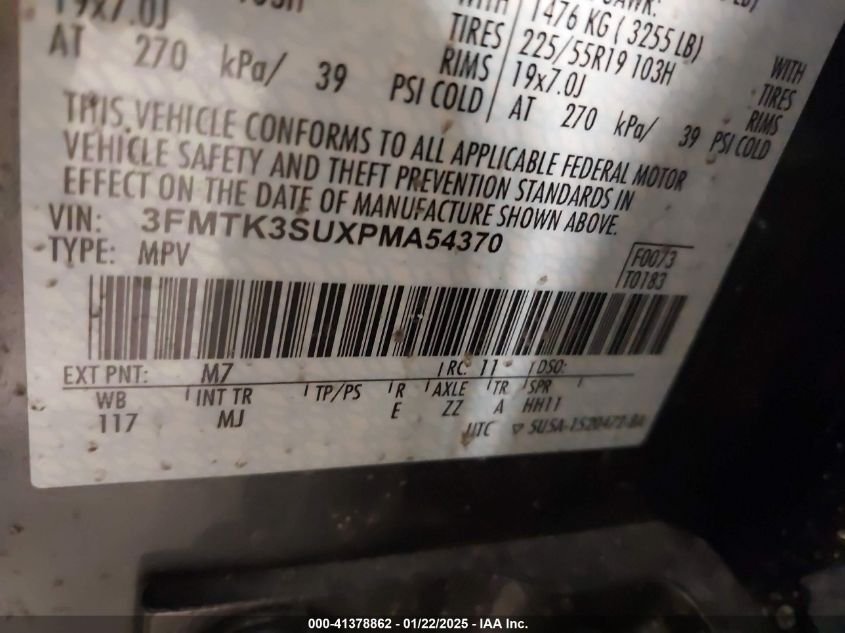 19x7.0J
AT 270 kPa/ 39 PSI COLD
WITH
TIRES
RIMS
1476 KG ( 3255 LB)
225/55R19 103H
19x7.0J
AT 270 kPa/ 39 PSI COLD
WITH
TIRES
RIMS
THIS VEHICLE CONFORMS TO ALL APPLICABLE FEDERAL MOTOR
VEHICLE SAFETY AND THEFT PREVENTION STANDARDS IN
EFFECT ON THE DATE OF MANUFACTURE SHOWN ABOVE.
VIN: 3FMTK3SUXPMA54370
TYPE: MPV
F0073
T0183
EXT PNT: M7 RC: 11 DSO:
WB INT TR TP/PS R AXLE TR SPR
117 MJ E ZZ A HH11
UTC
000-41378862 - 01/22/2025 - IAA Inc.